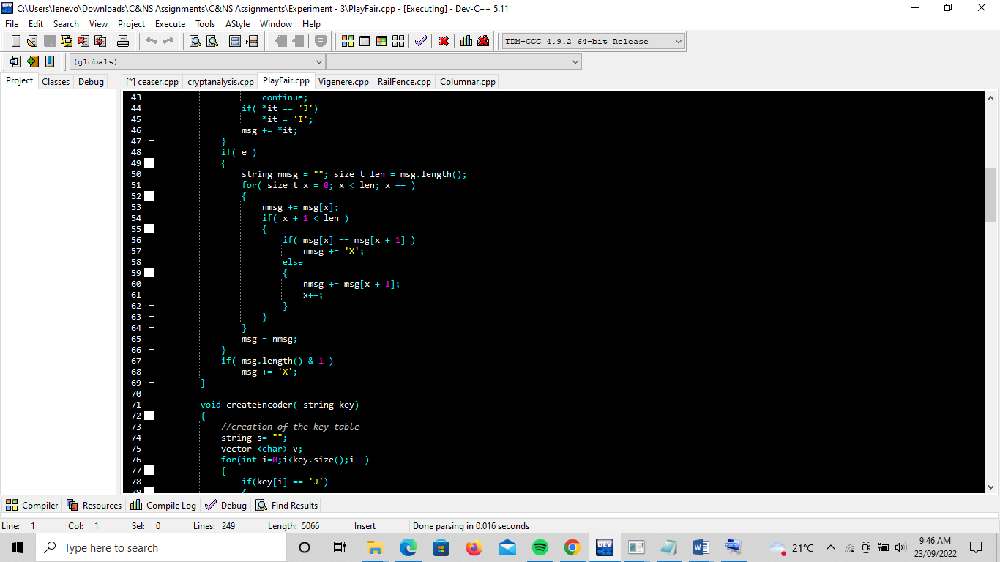 C:\Users\lenevo\Downloads\C&NS Assignments\C&NS Assignments\Experiment - 3\PlayFair.cpp - [Executing] - Dev-C++ 5.11
File Edit Search View Project Execute Tools AStyle Window Help
TDM-GCC 4.9.2 64-bit Release
(globals)
Project Classes Debug [*] ceaser.cpp cryptanalysis.cpp PlayFair.cpp Vigenere.cpp RailFence.cpp Columnar.cpp
43 continue;
44 if( *it == 'J')
45 *it = 'I';
46 msg += *it;
47 }
48 if( e )
49 {
50 string nmsg = ""; size_t len = msg.length();
51 for( size_t x = 0; x < len; x ++ )
52 {
53 nmsg += msg[x];
54 if( x + 1 < len )
55 {
56 if( msg[x] == msg[x + 1] )
57 nmsg += 'X';
58 else
59 {
60 nmsg += msg[x + 1];
61 x++;
62 }
63 }
64 }
65 msg = nmsg;
66 }
67 if( msg.length() & 1 )
68 msg += 'X';
69 }
70
71 void createEncoder( string key)
72 {
73 //creation of the key table
74 string s= "";
75 vector <char> v;
76 for(int i=0;i<key.size();i++)
77 {
78 if(key[i] == 'J')
79 {
Compiler Resources Compile Log Debug Find Results
Line: 1 Col: 1 Sel: 0 Lines: 249 Length: 5066 Insert Done parsing in 0.016 seconds
Type here to search
DEV
21°C
9:46 AM
23/09/2022